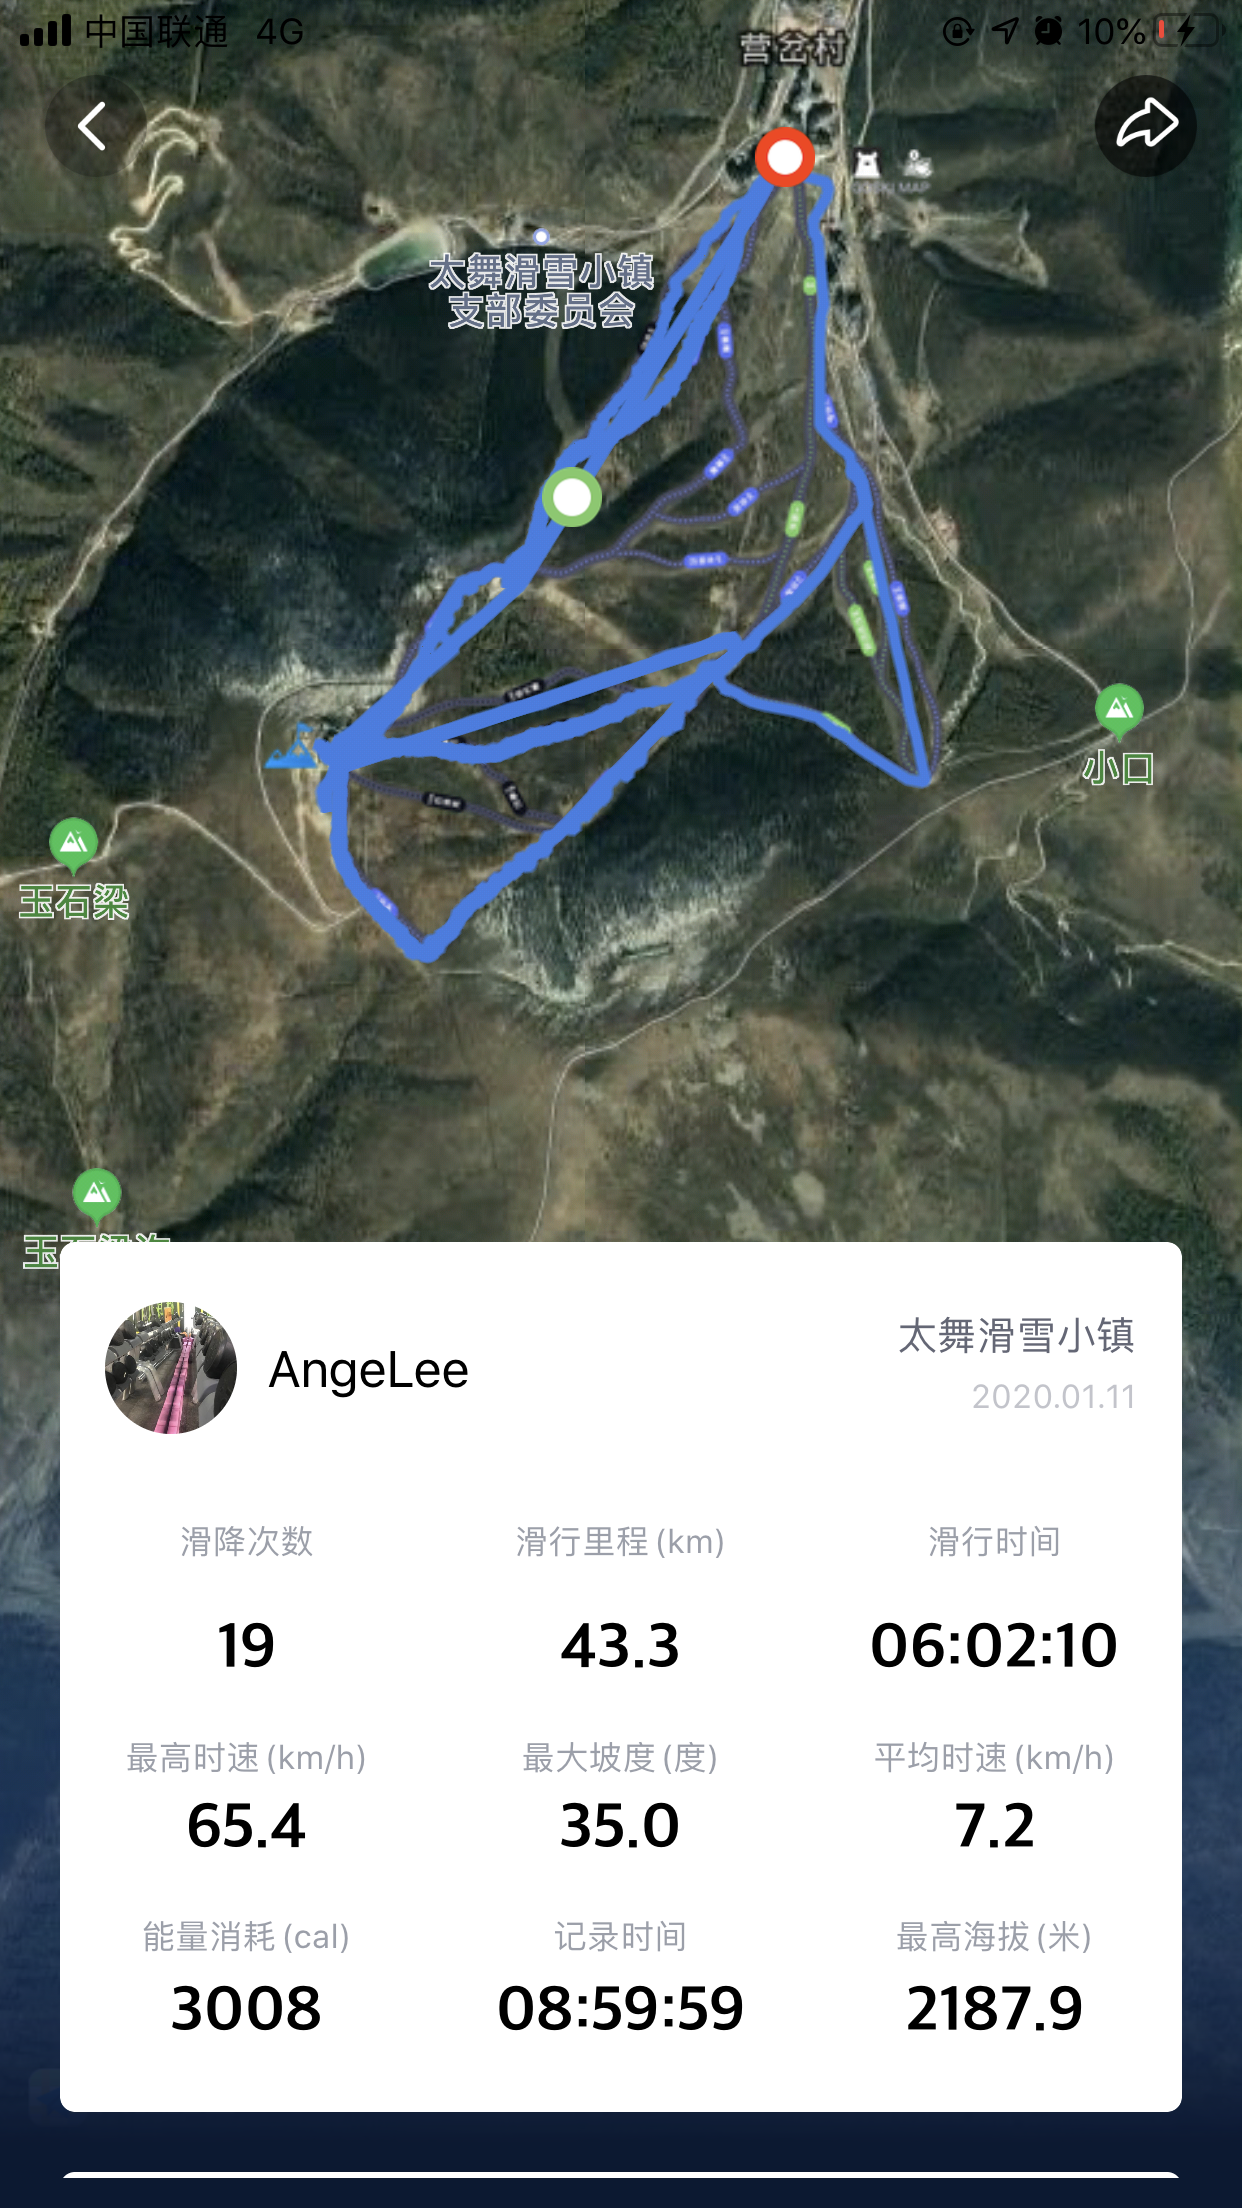 中国联通 4G 10%
营岔村
SKI MAP
太舞滑雪小镇
支部委员会
小口
玉石梁
AngeLee
太舞滑雪小镇
2020.01.11
滑降次数 滑行里程(km) 滑行时间
19 43.3 06:02:10
最高时速(km/h) 最大坡度(度) 平均时速(km/h)
65.4 35.0 7.2
能量消耗(cal) 记录时间 最高海拔(米)
3008 08:59:59 2187.9